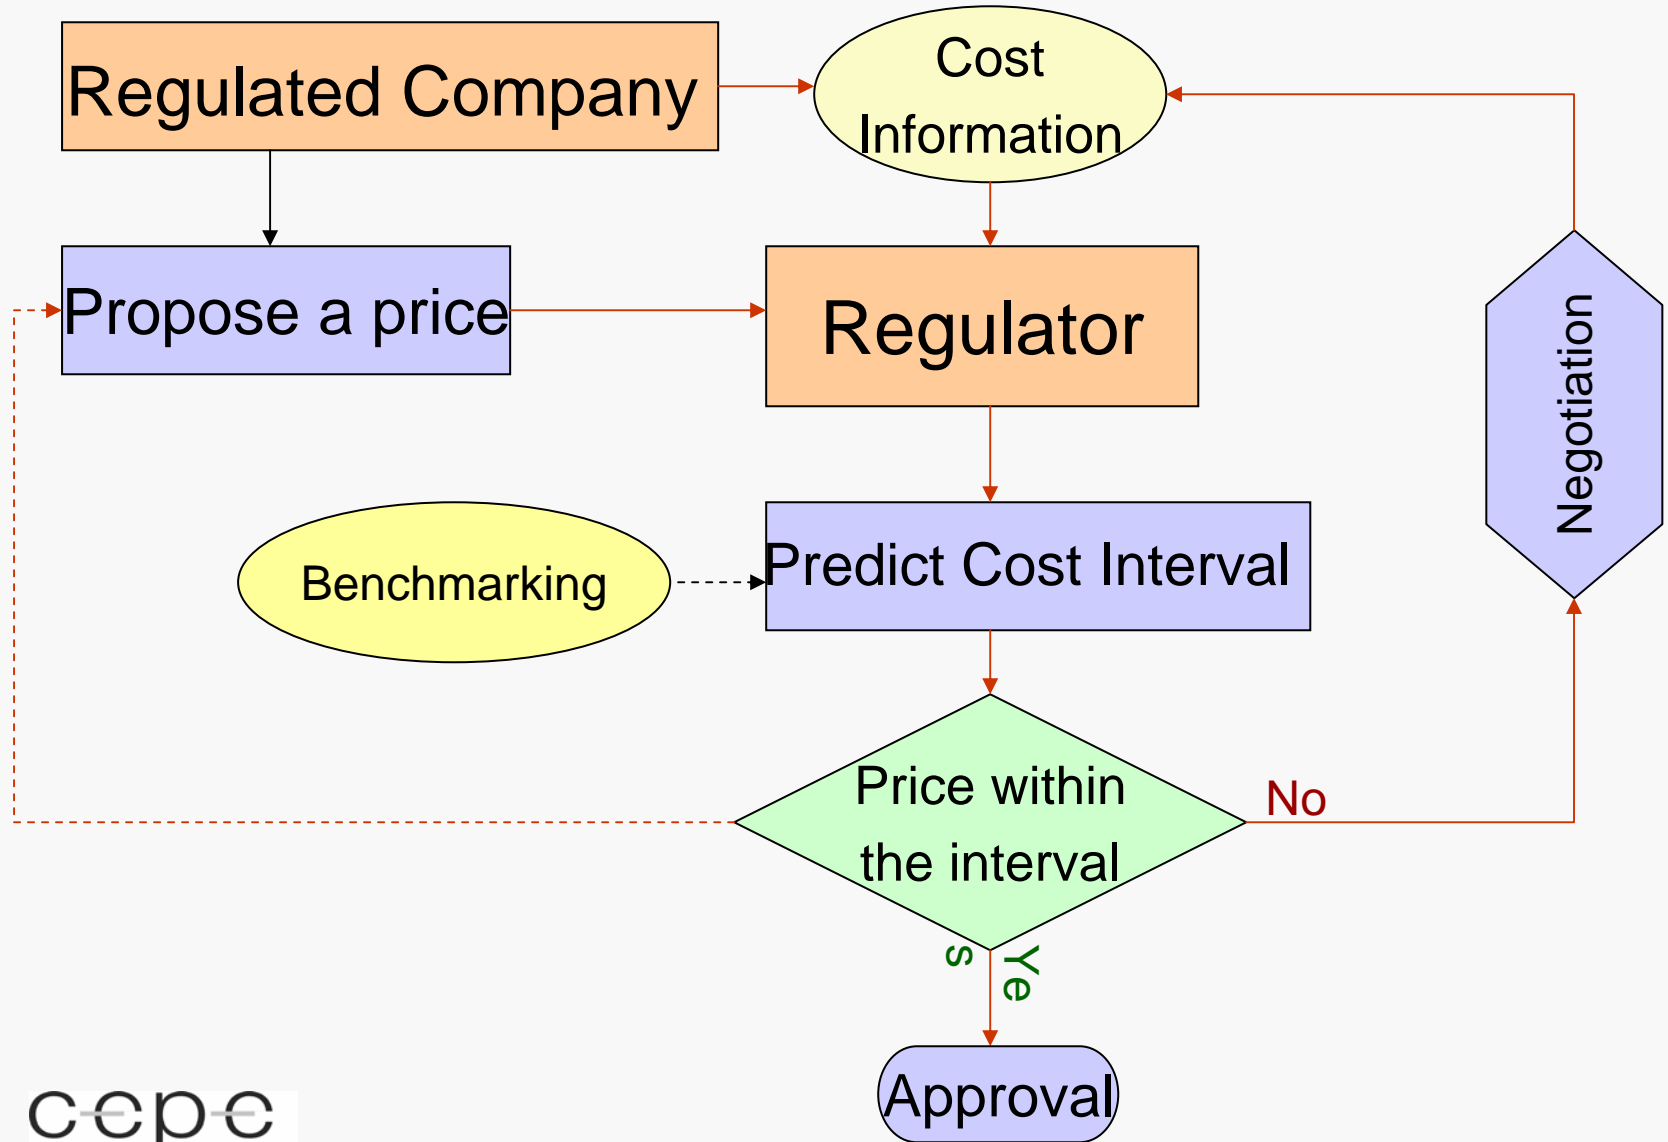 Regulated Company
Cost
Information
Propose a price
Regulator
Negotiation
Benchmarking
Predict Cost Interval
Price within
the interval
No
Ye
s
Approval
cepe